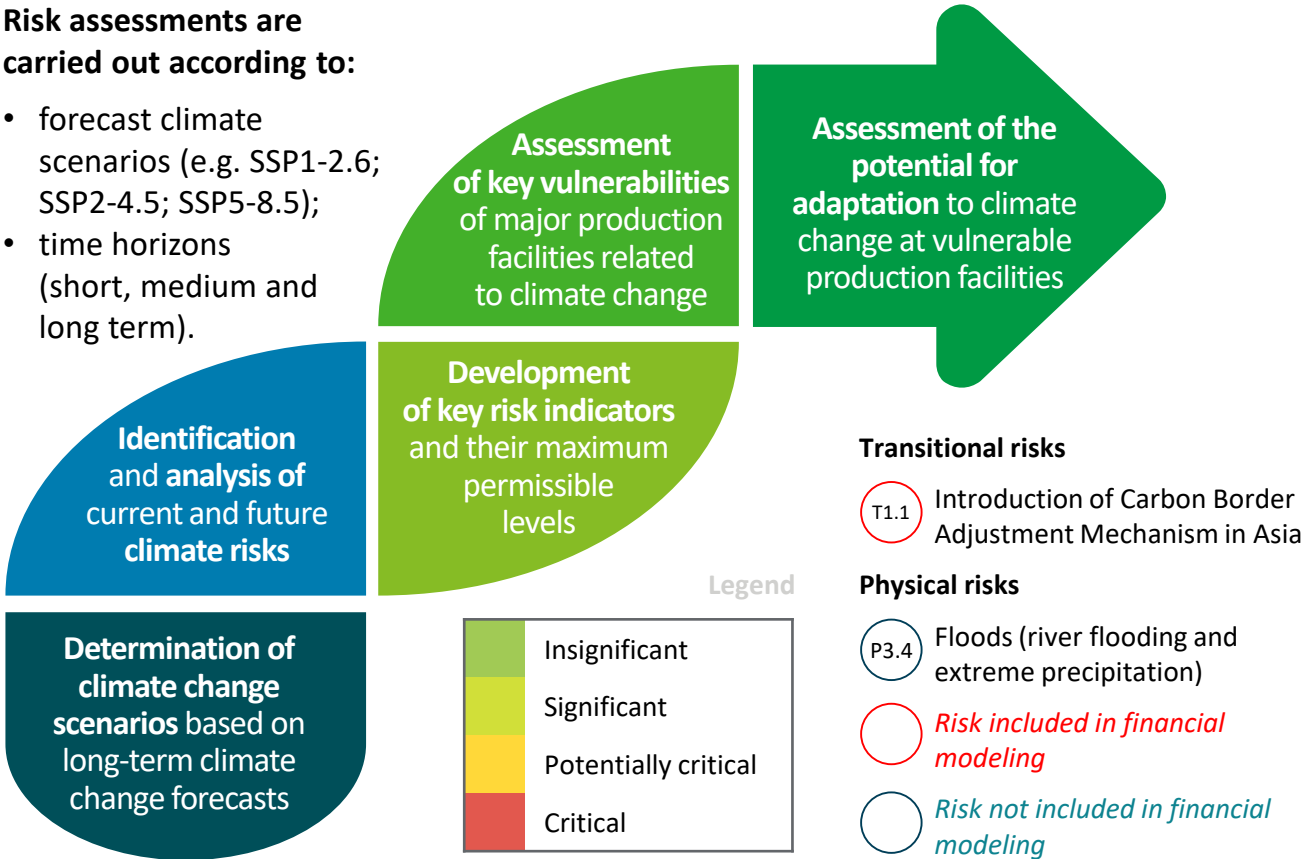 Risk assessments are
carried out according to:
• forecast climate
scenarios (e.g. SSP1-2.6;
SSP2-4.5; SSP5-8.5);
• time horizons
(short, medium and
long term).
Assessment
of key vulnerabilities
of major production
facilities related
to climate change
Assessment of the
potential for
adaptation to climate
change at vulnerable
production facilities
Identification
and analysis of
current and future
climate risks
Development
of key risk indicators
and their maximum
permissible
levels
Determination of
climate change
scenarios based on
long-term climate
change forecasts
Legend
Insignificant
Significant
Potentially critical
Critical
Transitional risks
T1.1 Introduction of Carbon Border
Adjustment Mechanism in Asia
Physical risks
P3.4 Floods (river flooding and
extreme precipitation)
Risk included in financial
modeling
Risk not included in financial
modeling